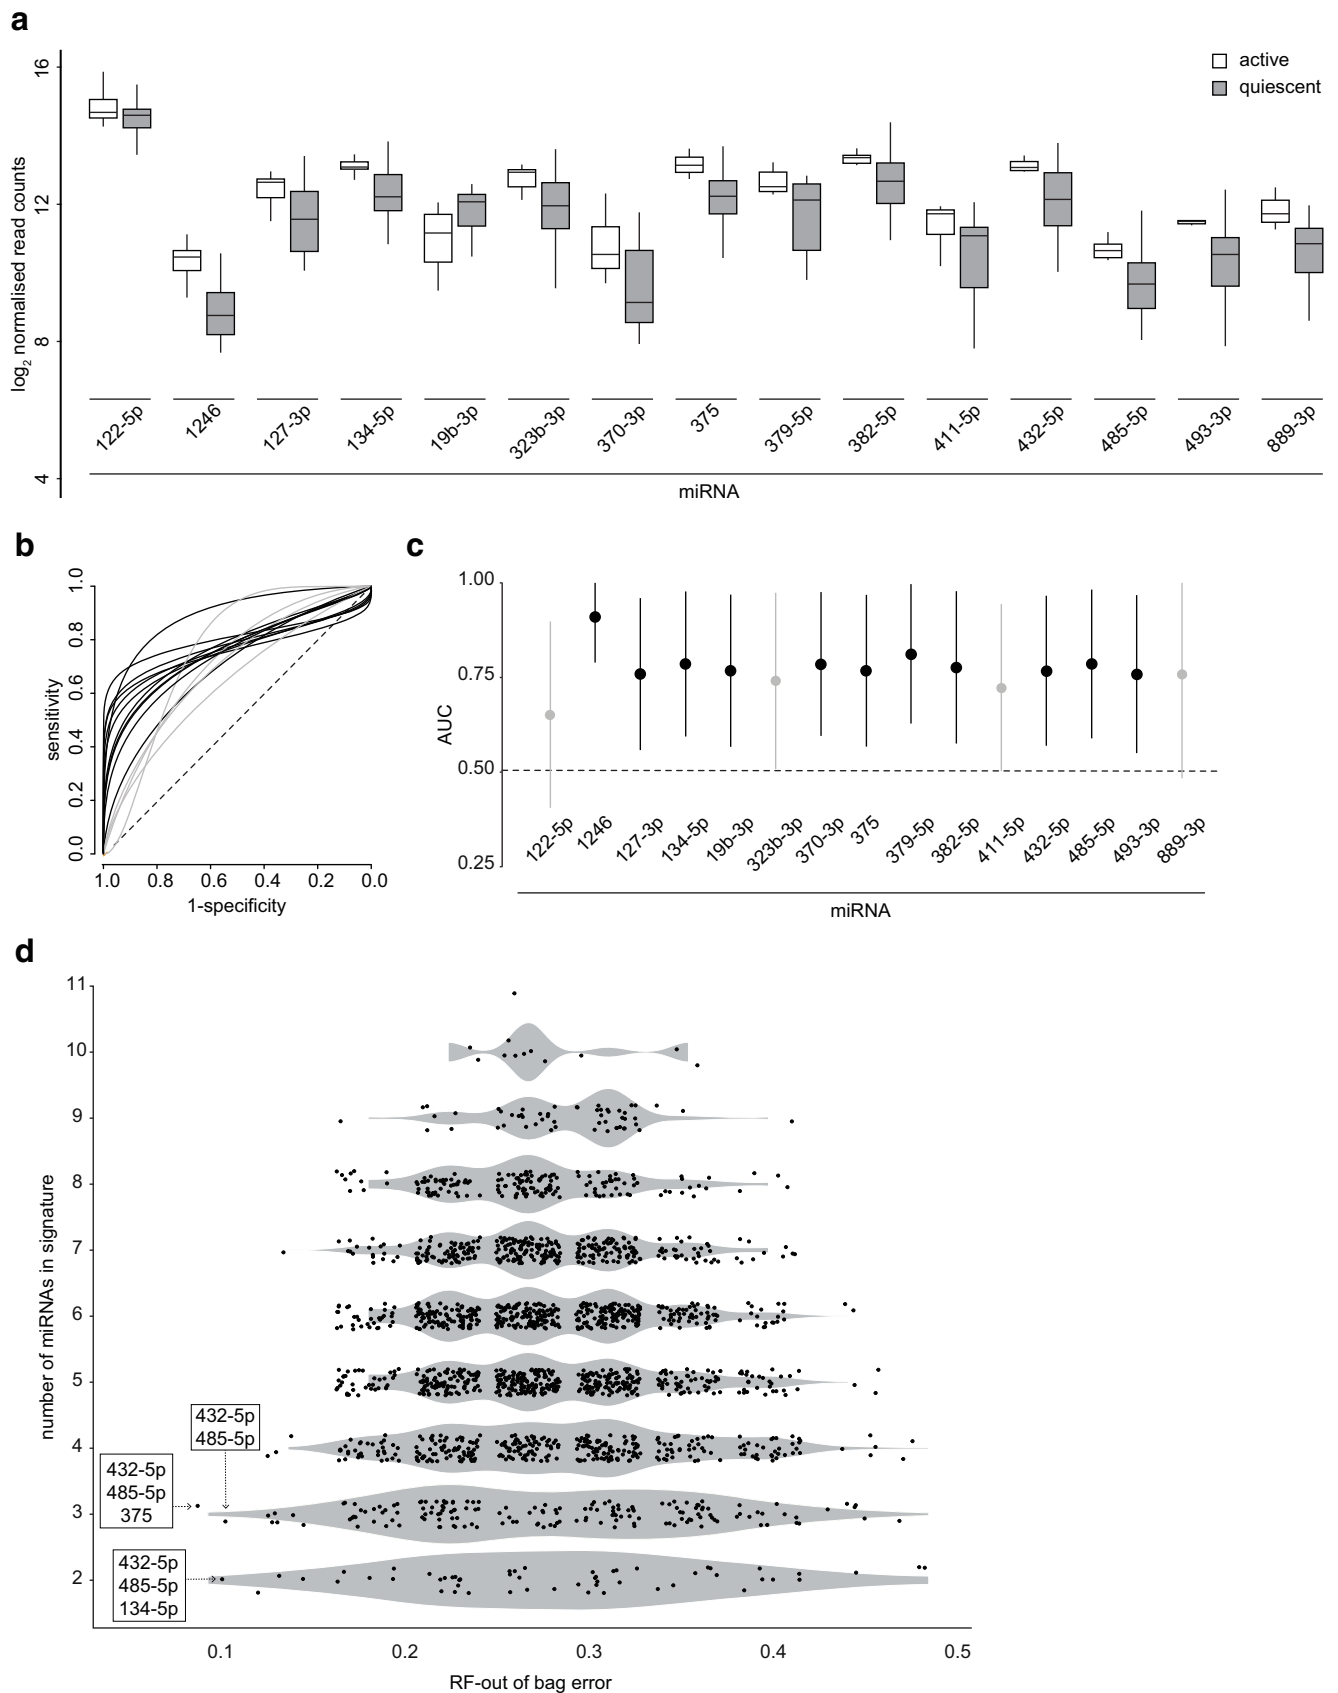 a
active
quiescent
16
12
8
4
log2 normalised read counts
122-5p
1246
127-3p
134-5p
19b-3p
323b-3p
370-3p
375
379-5p
382-5p
411-5p
432-5p
485-5p
493-3p
889-3p
miRNA
b
1.0
0.8
0.6
0.4
0.2
0.0
sensitivity
1.0 0.8 0.6 0.4 0.2 0.0
1-specificity
c
1.00
0.75
0.50
0.25
AUC
122-5p
1246
127-3p
134-5p
19b-3p
323b-3p
370-3p
375
379-5p
382-5p
411-5p
432-5p
485-5p
493-3p
889-3p
miRNA
d
11
10
9
8
7
6
5
4
3
2
number of miRNAs in signature
432-5p
485-5p
432-5p
485-5p
375
432-5p
485-5p
134-5p
0.1 0.2 0.3 0.4 0.5
RF-out of bag error